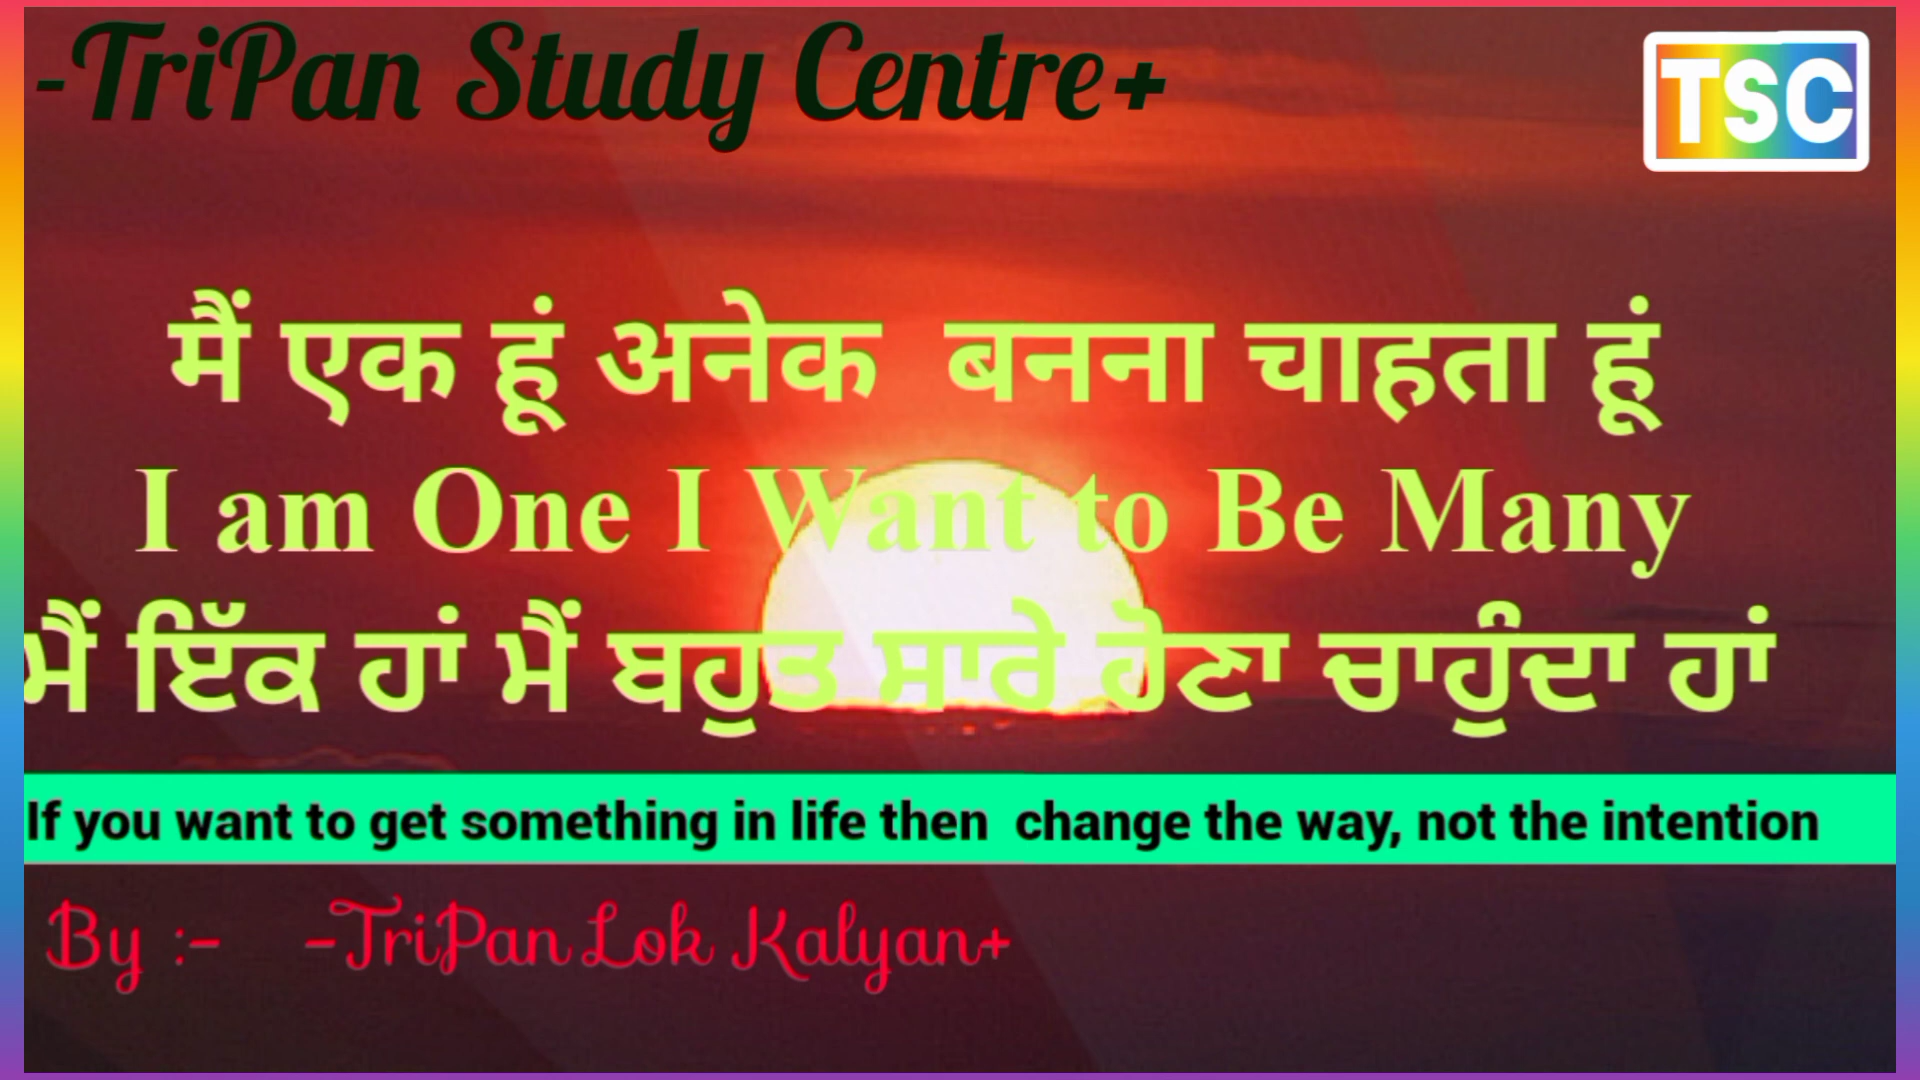 -TriPan Study Centre+
TSC
मैं एक हूं अनेक  बनना चाहता हूं
I am One I Want to Be Many
ਮੈਂ ਇੱਕ ਹਾਂ ਮੈਂ ਬਹੁਤ ਸਾਰੇ ਹੋਣਾ ਚਾਹੁੰਦਾ ਹਾਂ
If you want to get something in life then  change the way, not the intention
By :-    -TriPan Lok Kalyan+